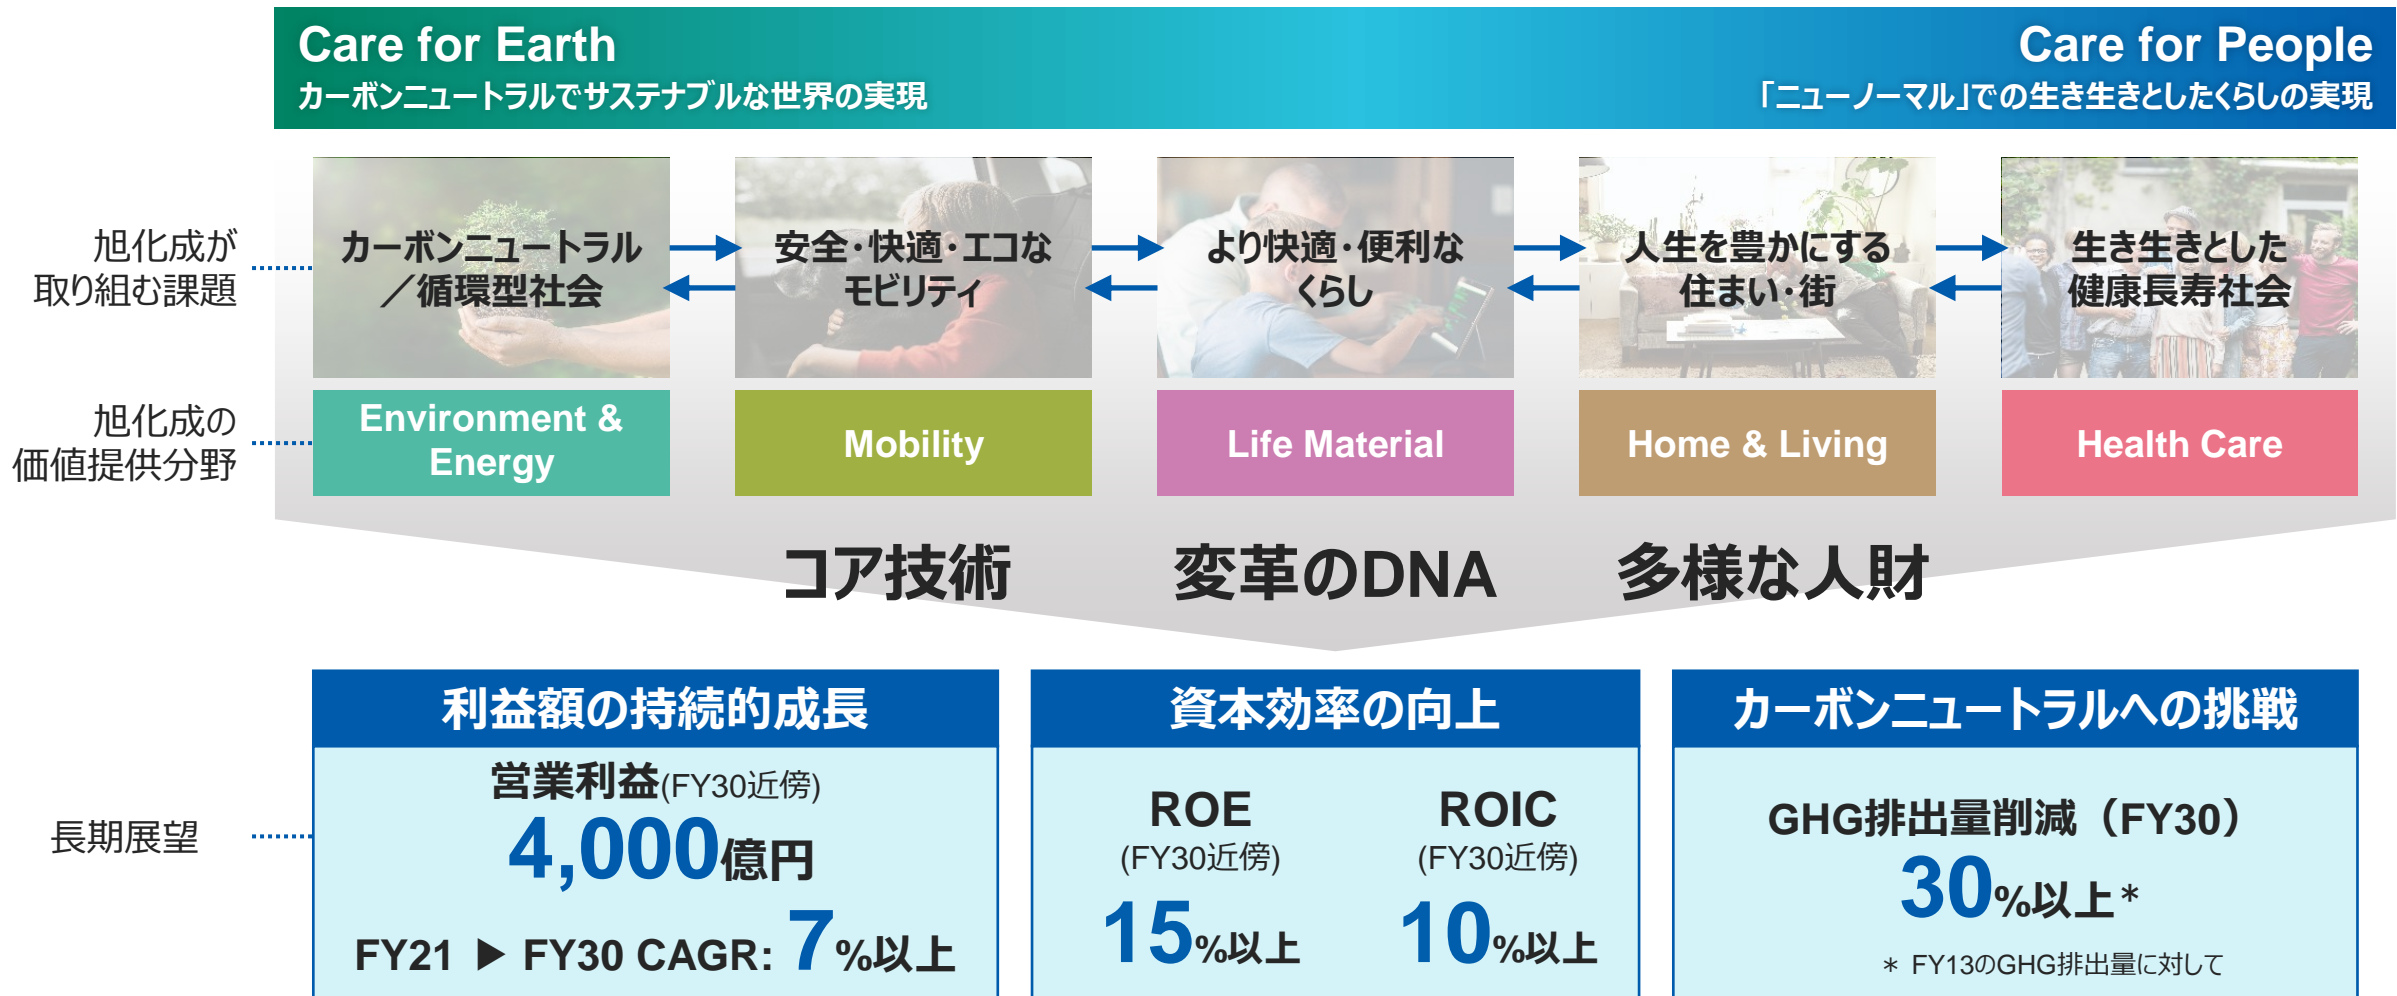 Care for Earth
カーボンニュートラルでサステナブルな世界の実現
Care for People
「ニューノーマル」での生き生きとしたくらしの実現
旭化成が
取り組む課題
カーボンニュートラル
／循環型社会
安全・快適・エコな
モビリティ
より快適・便利な
くらし
人生を豊かにする
住まい・街
生き生きとした
健康長寿社会
旭化成の
価値提供分野
Environment &
Energy
Mobility
Life Material
Home & Living
Health Care
コア技術
変革のDNA
多様な人財
長期展望
利益額の持続的成長
営業利益(FY30近傍)
4,000億円
FY21 ▶ FY30 CAGR: 7%以上
資本効率の向上
ROE
(FY30近傍)
15%以上
ROIC
(FY30近傍)
10%以上
カーボンニュートラルへの挑戦
GHG排出量削減（FY30）
30%以上＊
＊ FY13のGHG排出量に対して